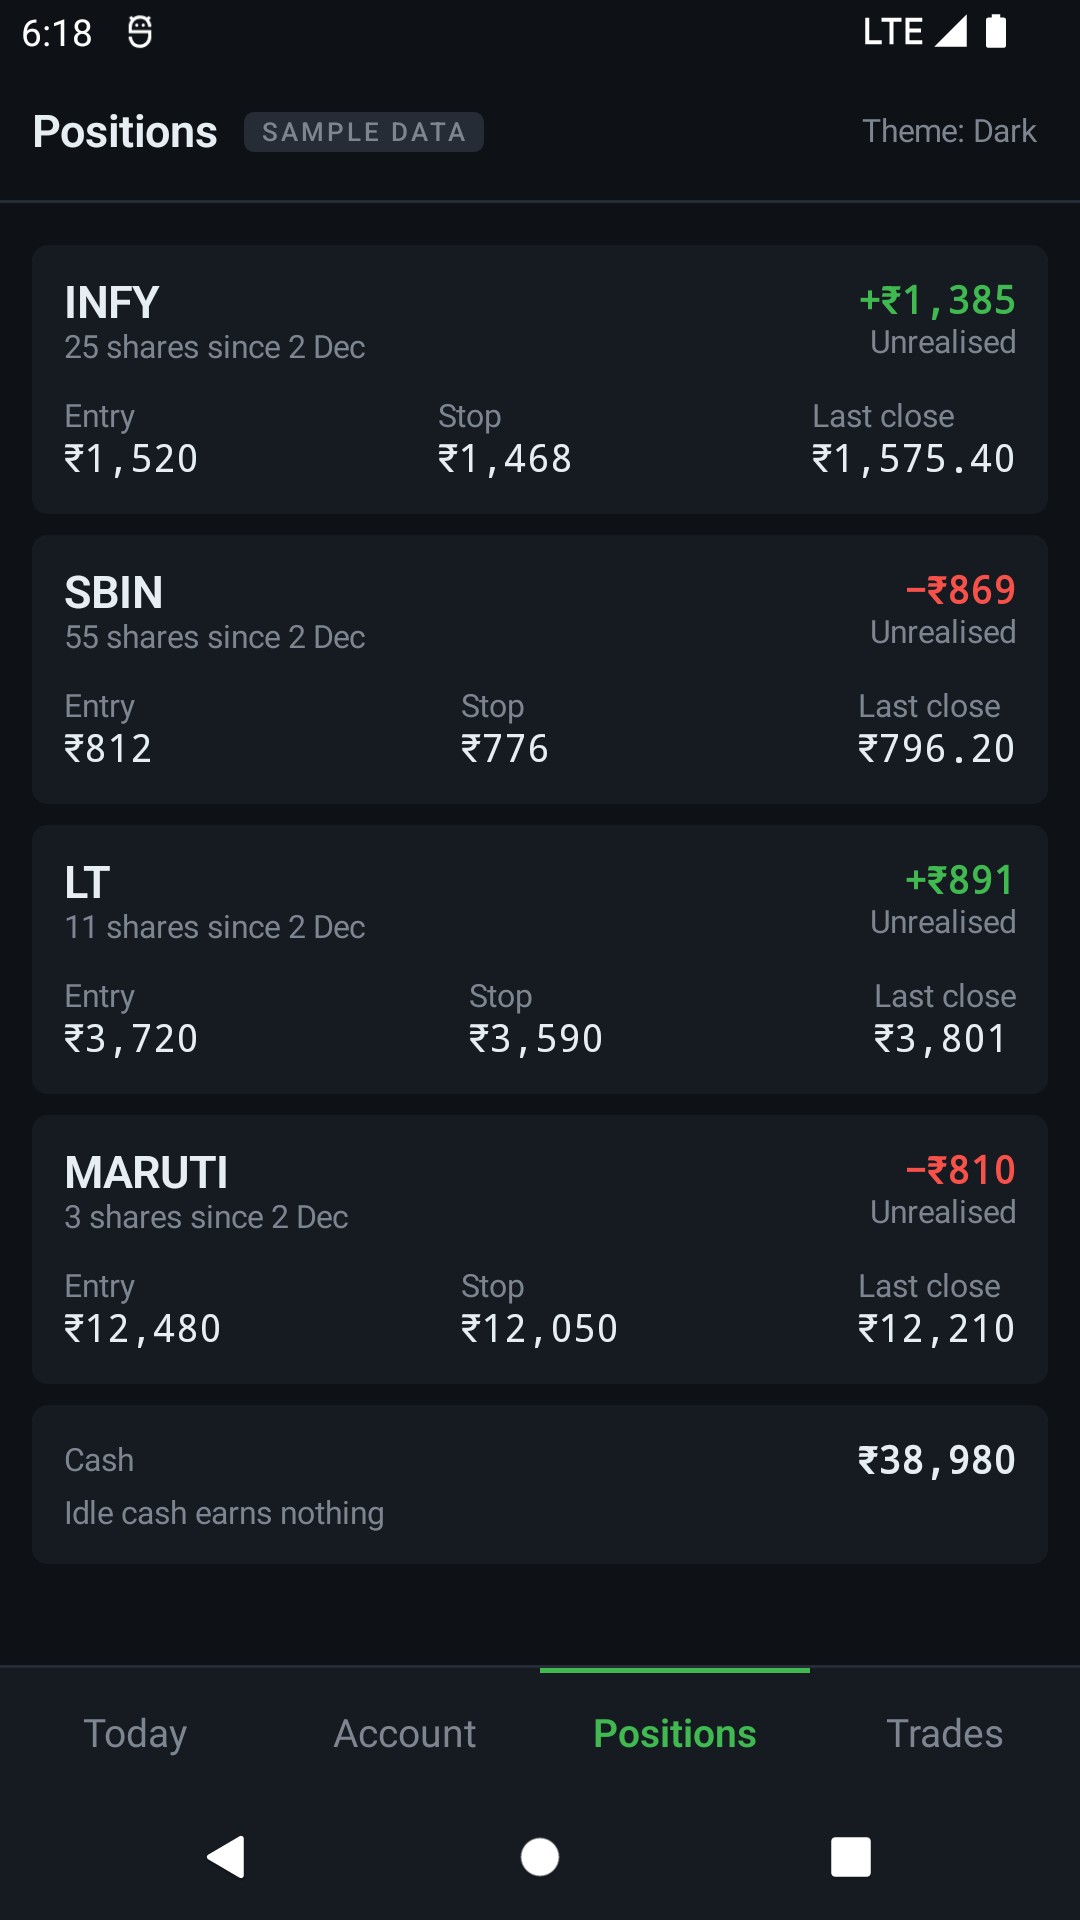 6:18 LTE
Positions SAMPLE DATA Theme: Dark
INFY +₹1,385
25 shares since 2 Dec Unrealised
Entry Stop Last close
₹1,520 ₹1,468 ₹1,575.40
SBIN −₹869
55 shares since 2 Dec Unrealised
Entry Stop Last close
₹812 ₹776 ₹796.20
LT +₹891
11 shares since 2 Dec Unrealised
Entry Stop Last close
₹3,720 ₹3,590 ₹3,801
MARUTI −₹810
3 shares since 2 Dec Unrealised
Entry Stop Last close
₹12,480 ₹12,050 ₹12,210
Cash ₹38,980
Idle cash earns nothing
Today Account Positions Trades